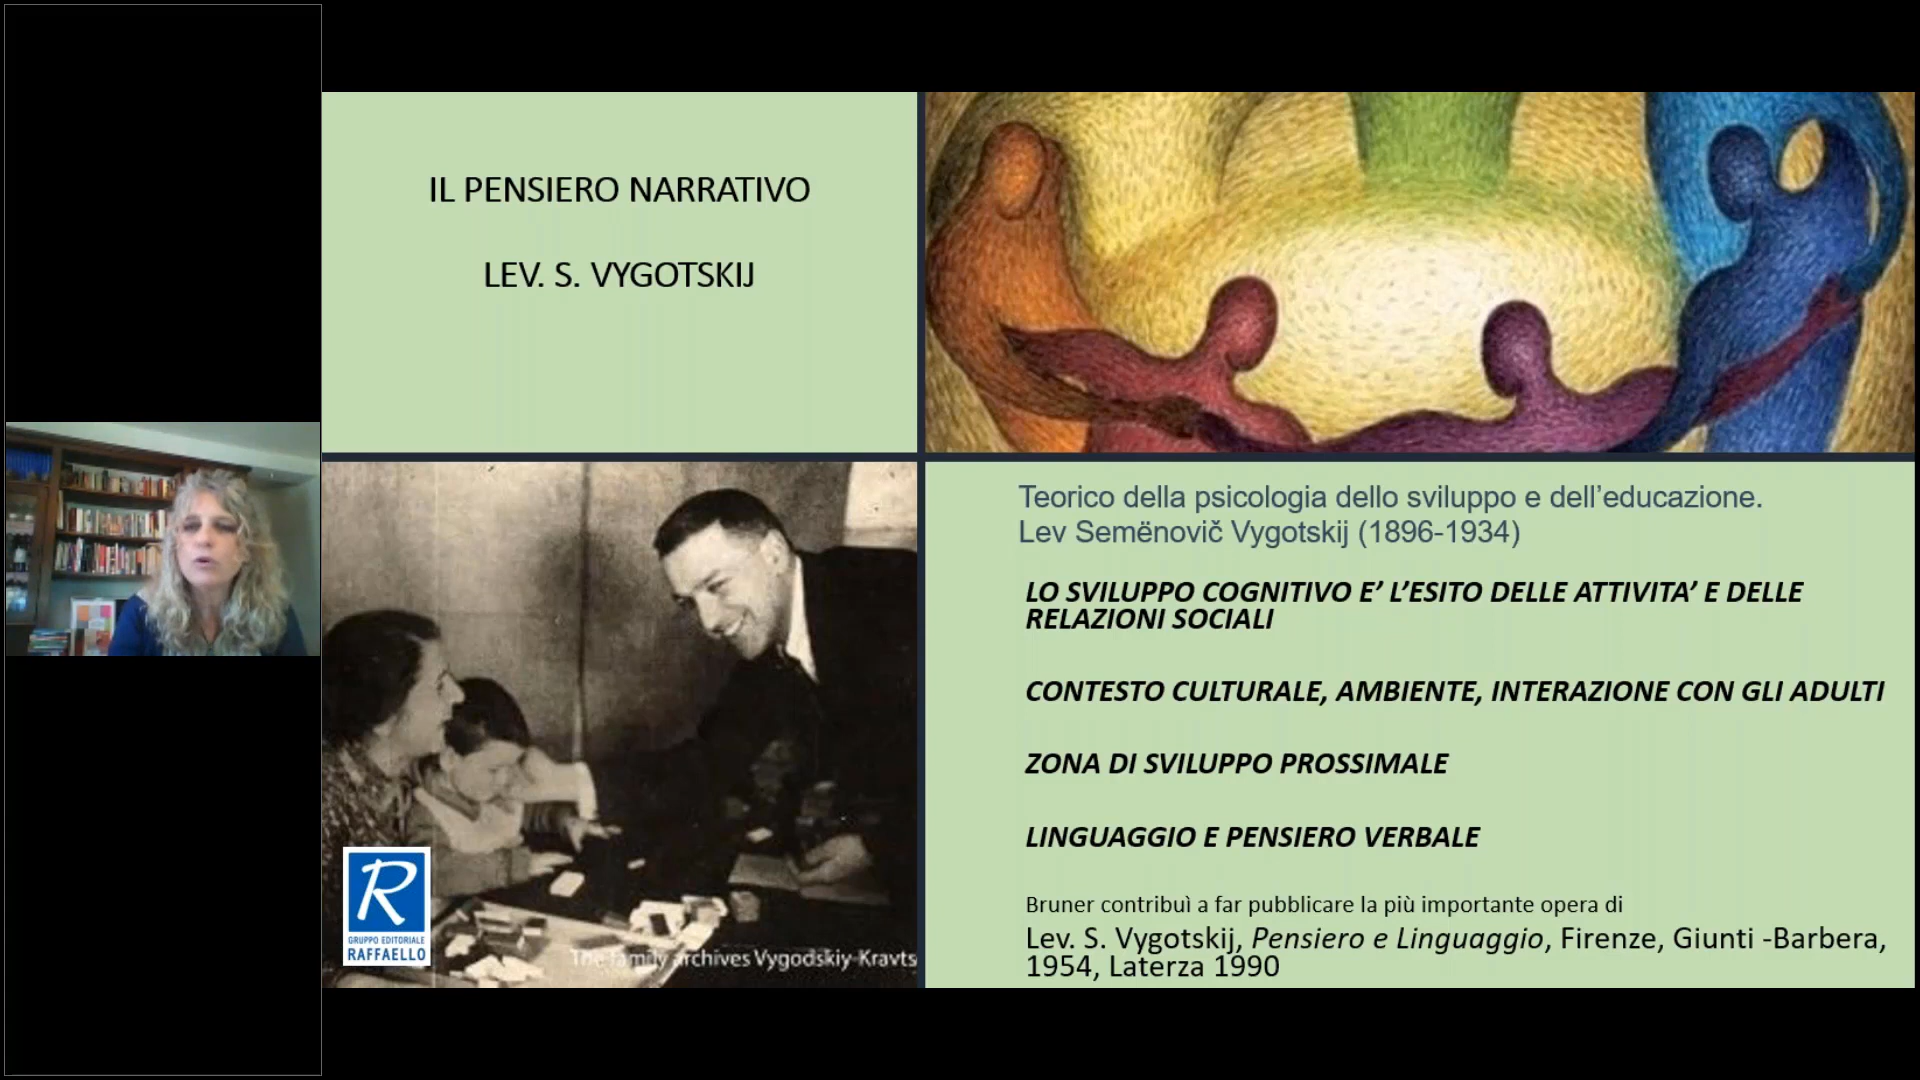 IL PENSIERO NARRATIVO
LEV. S. VYGOTSKIJ
Teorico della psicologia dello sviluppo e dell’educazione.
Lev Semënovič Vygotskij (1896-1934)
LO SVILUPPO COGNITIVO E’ L’ESITO DELLE ATTIVITA’ E DELLE
RELAZIONI SOCIALI
CONTESTO CULTURALE, AMBIENTE, INTERAZIONE CON GLI ADULTI
ZONA DI SVILUPPO PROSSIMALE
LINGUAGGIO E PENSIERO VERBALE
Bruner contribuì a far pubblicare la più importante opera di
Lev. S. Vygotskij, Pensiero e Linguaggio, Firenze, Giunti -Barbera,
1954, Laterza 1990
R
GRUPPO EDITORIALE
RAFFAELLO
The family archives Vygodskiy-Kravts